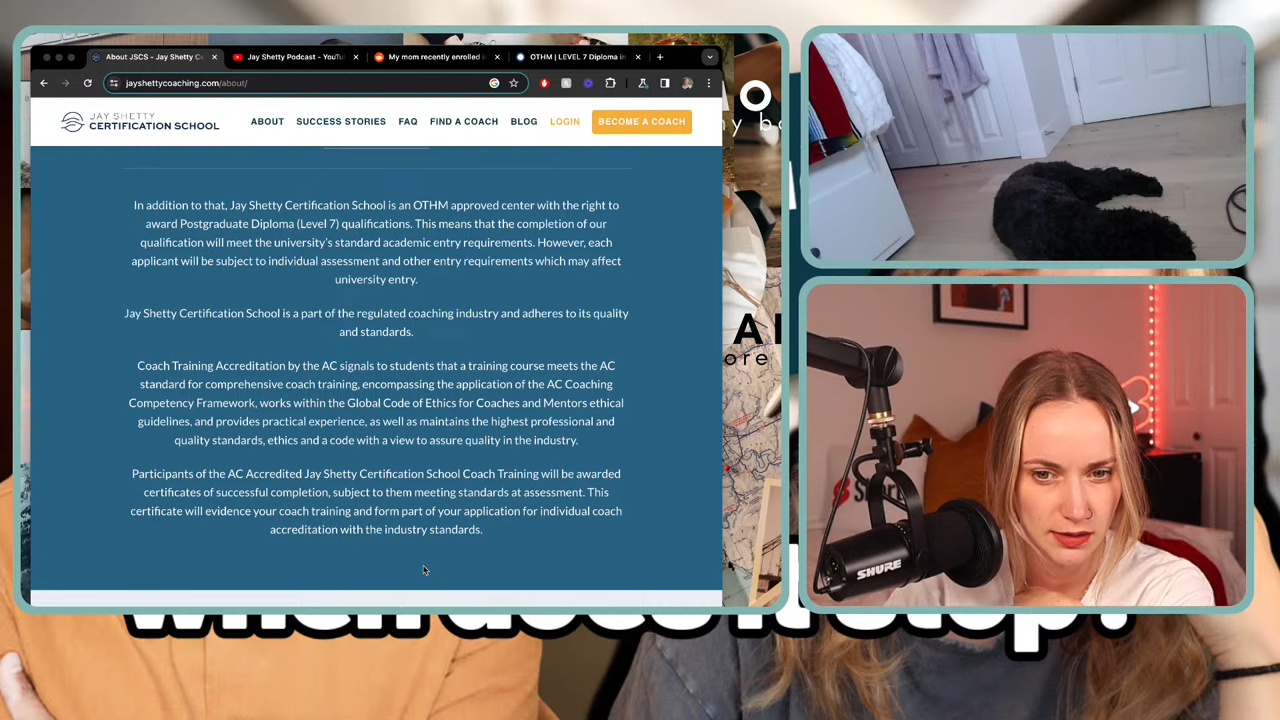 About JSCS - Jay Shetty C
Jay Shetty Podcast - YouTu
My mom recently enrolled
OTHM | LEVEL 7 Diploma in
jayshettycoaching.com/about/
JAY SHETTY
CERTIFICATION SCHOOL
ABOUT
SUCCESS STORIES
FAQ
FIND A COACH
BLOG
LOGIN
BECOME A COACH
In addition to that, Jay Shetty Certification School is an OTHM approved center with the right to
award Postgraduate Diploma (Level 7) qualifications. This means that the completion of our
qualification will meet the university's standard academic entry requirements. However, each
applicant will be subject to individual assessment and other entry requirements which may affect
university entry.
Jay Shetty Certification School is a part of the regulated coaching industry and adheres to its quality
and standards.
Coach Training Accreditation by the AC signals to students that a training course meets the AC
standard for comprehensive coach training, encompassing the application of the AC Coaching
Competency Framework, works within the Global Code of Ethics for Coaches and Mentors ethical
guidelines, and provides practical experience, as well as maintains the highest professional and
quality standards, ethics and a code with a view to assure quality in the industry.
Participants of the AC Accredited Jay Shetty Certification School Coach Training will be awarded
certificates of successful completion, subject to them meeting standards at assessment. This
certificate will evidence your coach training and form part of your application for individual coach
accreditation with the industry standards.
SHURE
when does it stop?